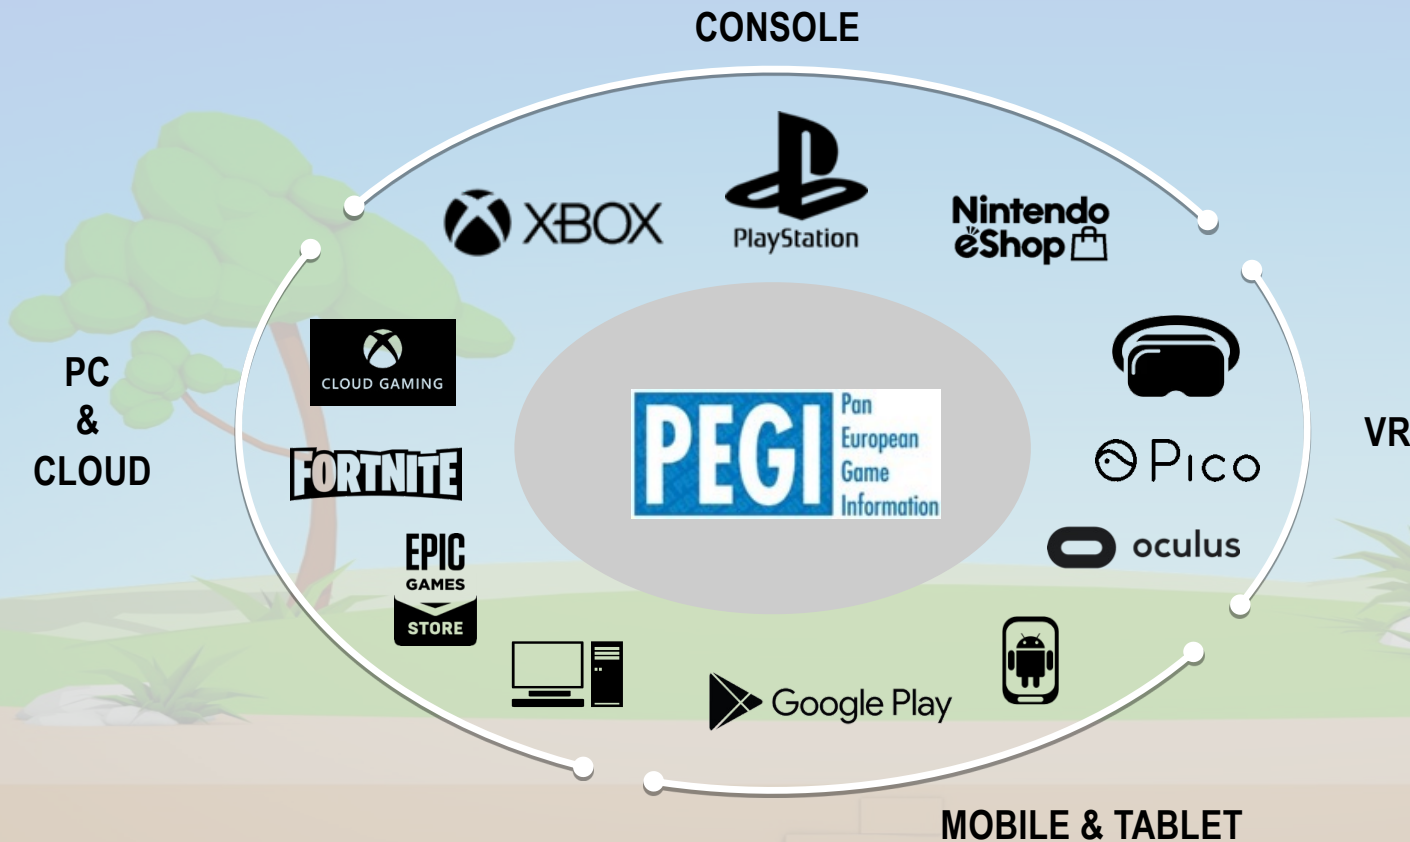 CONSOLE
XBOX
PlayStation
Nintendo
eShop
PC
&
CLOUD
CLOUD GAMING
FORTNITE
EPIC
GAMES
STORE
PEGI
Pan
European
Game
Information
VR
PICO
oculus
Google Play
MOBILE & TABLET